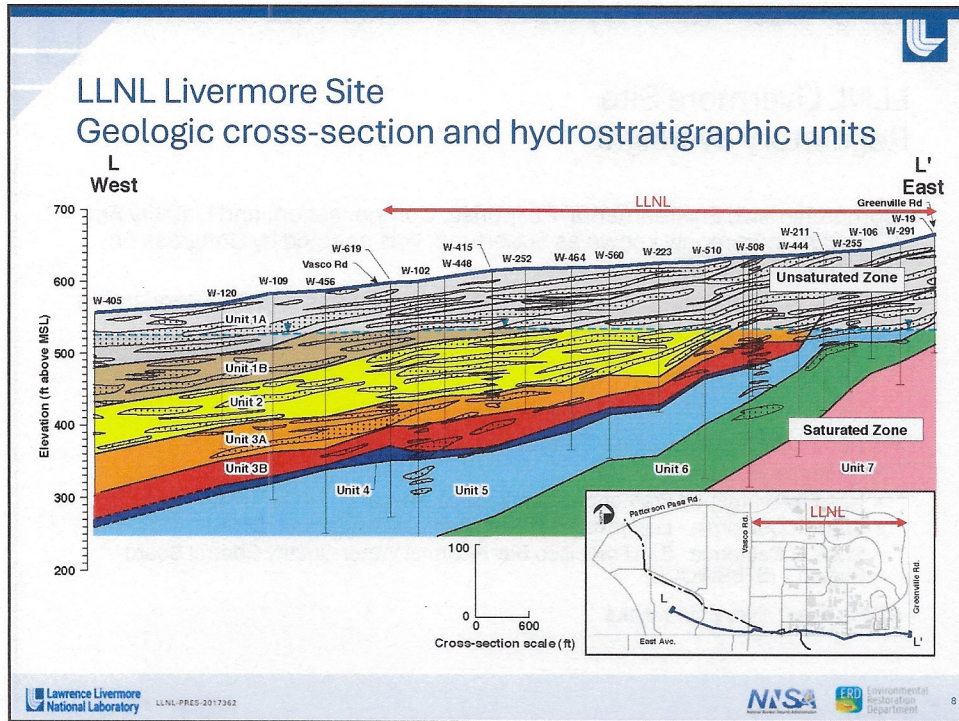 LLNL Livermore Site
Geologic cross-section and hydrostratigraphic units
L
West
L'
East
LLNL
Greenville Rd
W-19
W-291
W-106
W-255
W-211
W-444
W-508
W-510
W-223
W-560
W-464
W-252
W-415
W-448
W-102
W-619
Vasco Rd
W-456
W-109
W-120
W-405
Elevation (ft above MSL)
700
600
500
400
300
200
Unsaturated Zone
Saturated Zone
Unit 1A
Unit 1B
Unit 2
Unit 3A
Unit 3B
Unit 4
Unit 5
Unit 6
Unit 7
100
0
0 600
Cross-section scale (ft)
Patterson Pass Rd.
LLNL
Vasco Rd.
Greenville Rd.
L
L'
East Ave.
Lawrence Livermore
National Laboratory
LLNL-PRES-2017362
NNSA
National Nuclear Security Administration
ERD
Environmental
Restoration
Department
8